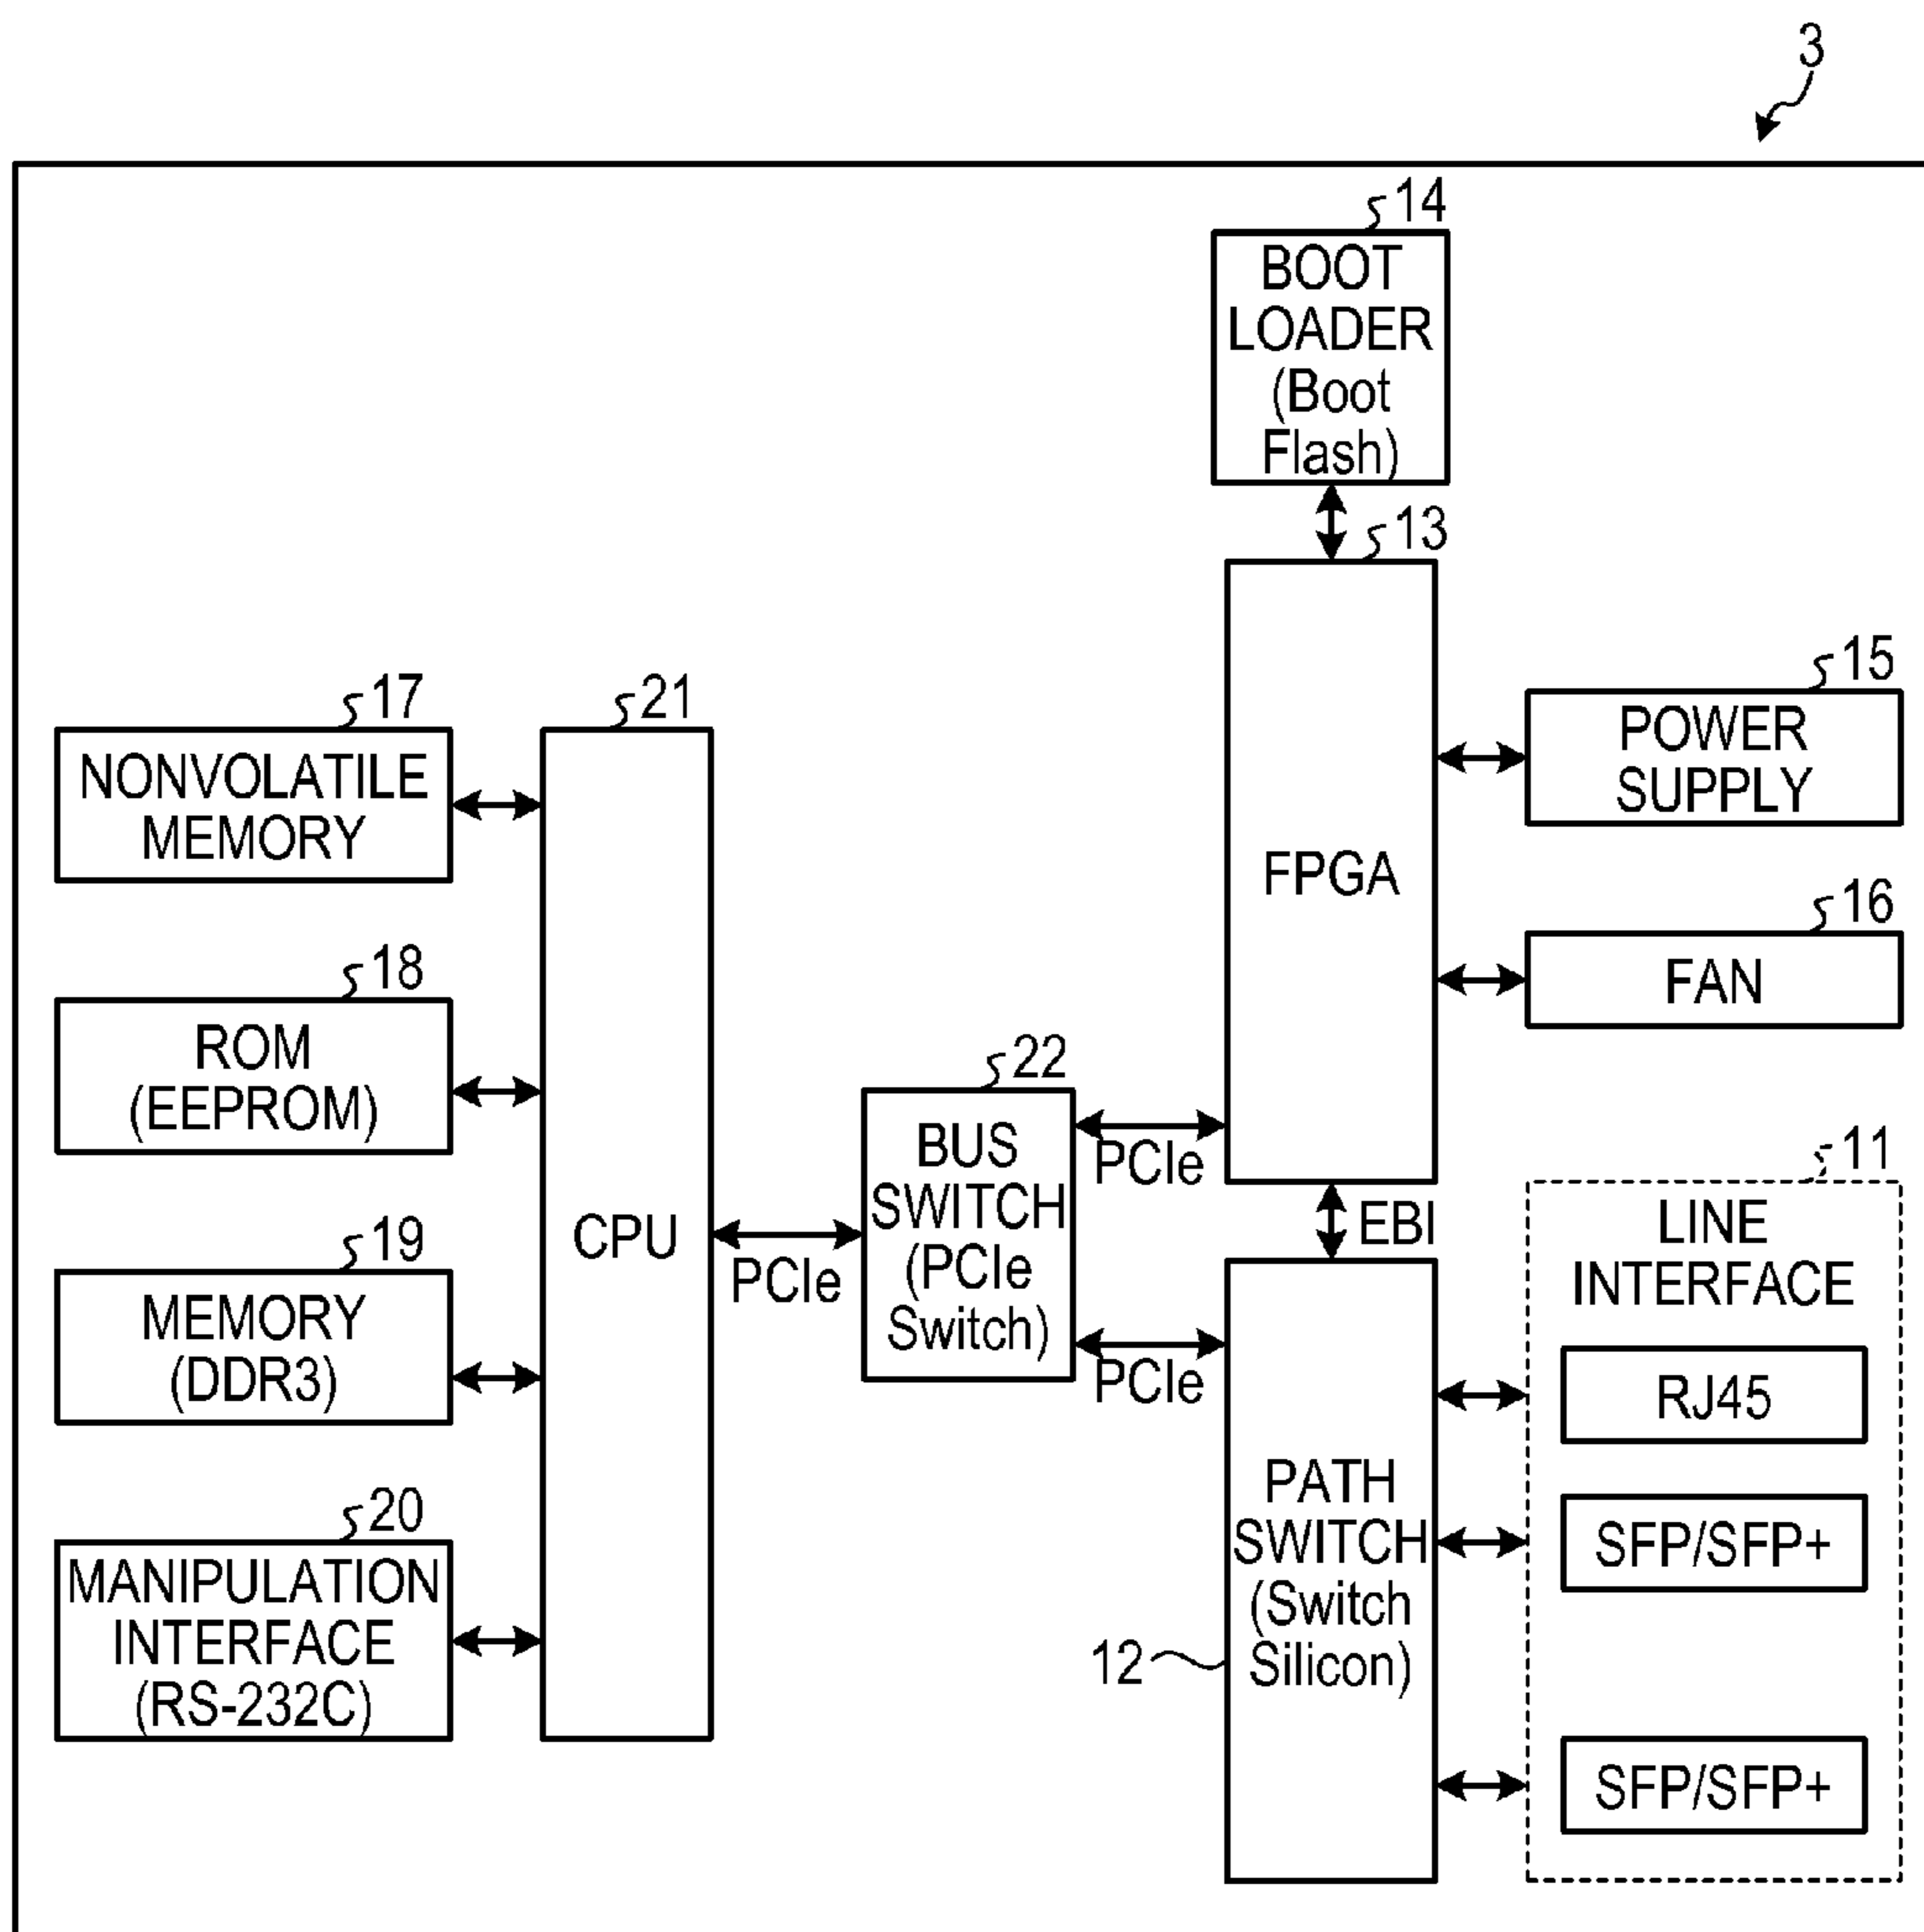 3
14
BOOT
LOADER
(Boot
Flash)
13
FPGA
15
POWER
SUPPLY
16
FAN
17
NONVOLATILE
MEMORY
18
ROM
(EEPROM)
19
MEMORY
(DDR3)
20
MANIPULATION
INTERFACE
(RS-232C)
21
CPU
PCIe
22
BUS
SWITCH
(PCIe
Switch)
PCIe
PCIe
EBI
12
PATH
SWITCH
(Switch
Silicon)
11
LINE
INTERFACE
RJ45
SFP/SFP+
SFP/SFP+